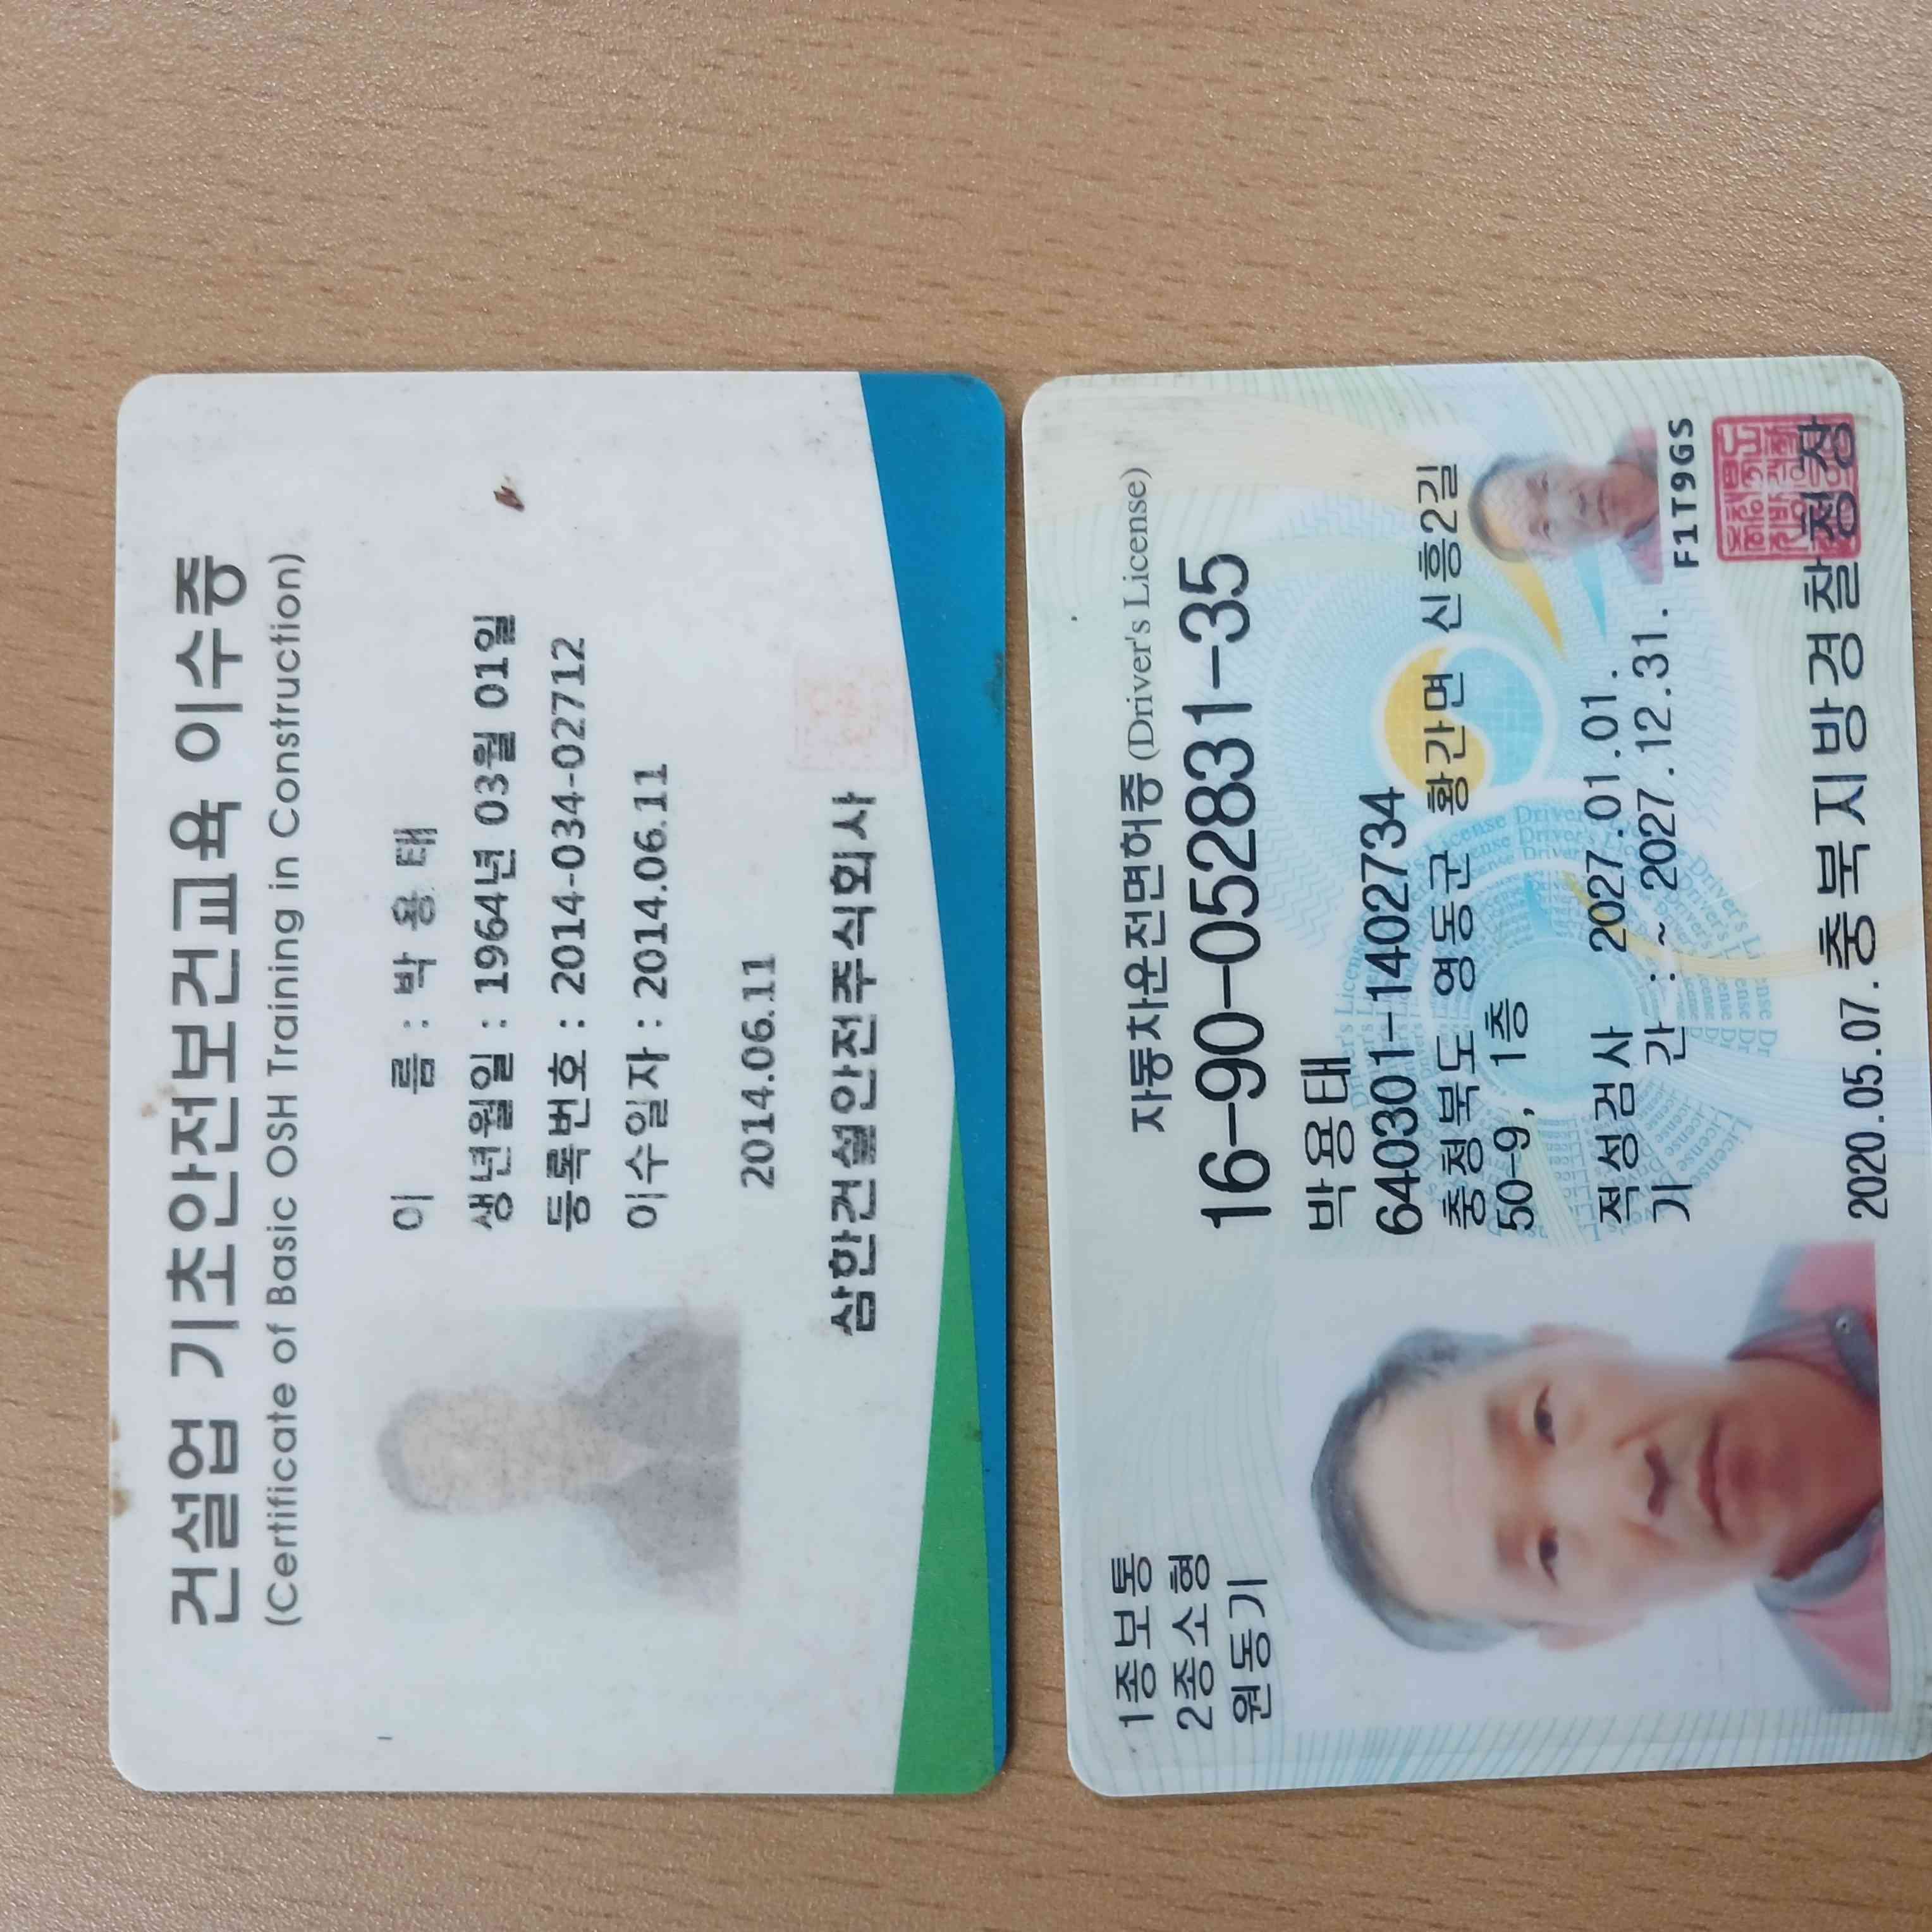 건설업 기초안전보건교육 이수증
(Certificate of Basic OSH Training in Construction)
이 름 : 박 용 태
생년월일 : 1964년 03월 01일
등록번호 : 2014-034-02712
이수일자 : 2014.06.11
2014.06.11
삼한건설안전주식회사
1종보통
2종소형
원동기
자동차운전면허증 (Driver's License)
16-90-052831-35
박용태
640301-1402734
충청북도 영동군 황간면 신흥2길
50-9, 1층
적성검사 2027.01.01.
기 간 : ~ 2027.12.31.
F1T9GS
2020.05.07. 충북지방경찰청장